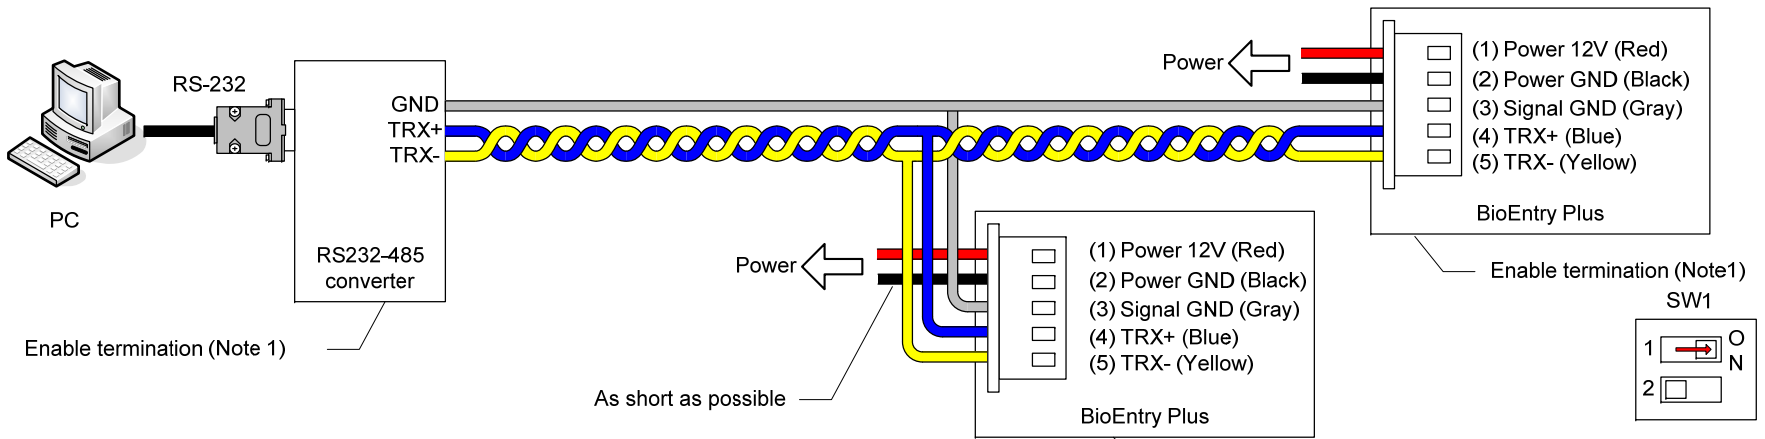 RS-232
PC
GND
TRX+
TRX-
RS232-485
converter
Enable termination (Note 1)
Power
(1) Power 12V (Red)
(2) Power GND (Black)
(3) Signal GND (Gray)
(4) TRX+ (Blue)
(5) TRX- (Yellow)
BioEntry Plus
Power
(1) Power 12V (Red)
(2) Power GND (Black)
(3) Signal GND (Gray)
(4) TRX+ (Blue)
(5) TRX- (Yellow)
BioEntry Plus
As short as possible
Enable termination (Note1)
SW1
1
O
N
2